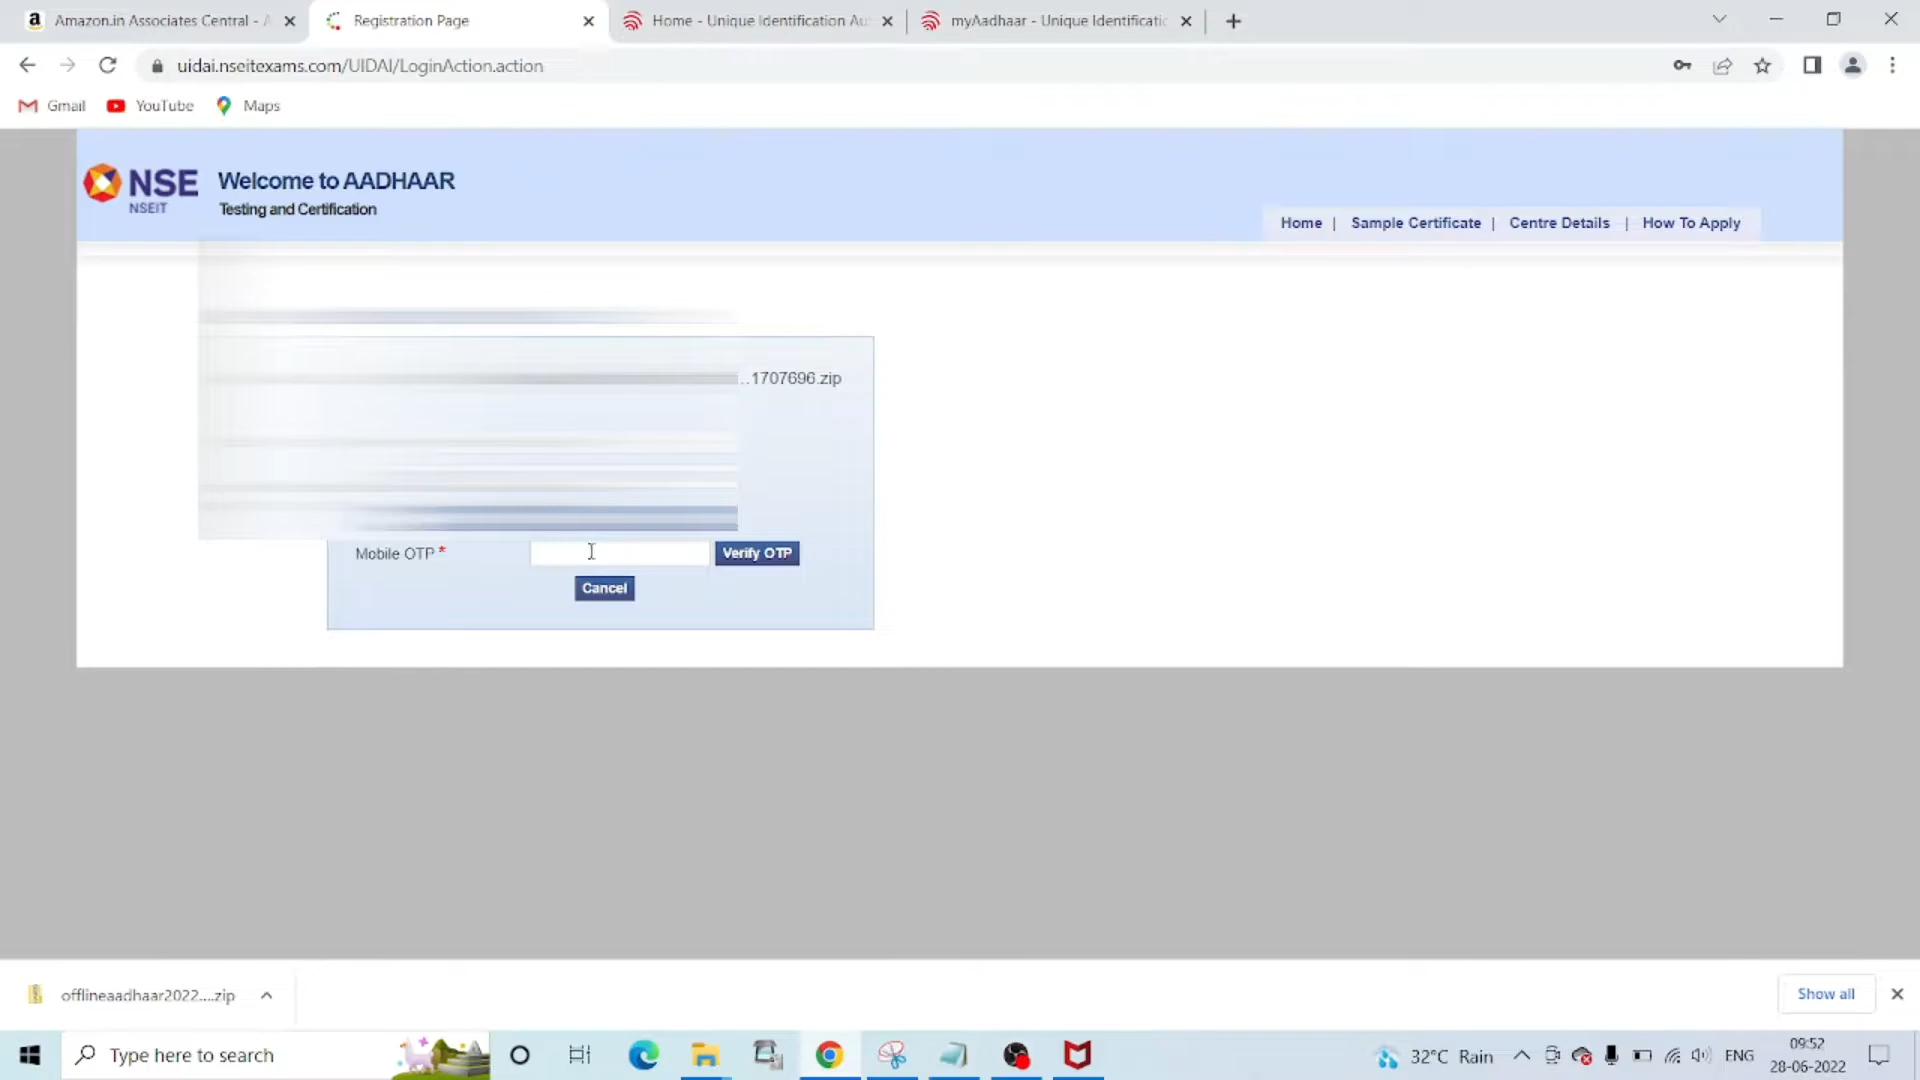 Amazon.in Associates Central - A
Registration Page
Home - Unique Identification Au
myAadhaar - Unique Identificatic
uidai.nseitexams.com/UIDAI/LoginAction.action
Gmail
YouTube
Maps
NSE
NSEIT
Welcome to AADHAAR
Testing and Certification
Home | Sample Certificate | Centre Details | How To Apply
...1707696.zip
Mobile OTP *
Verify OTP
Cancel
offlineaadhaar2022....zip
Show all
Type here to search
32°C Rain
ENG
09:52
28-06-2022